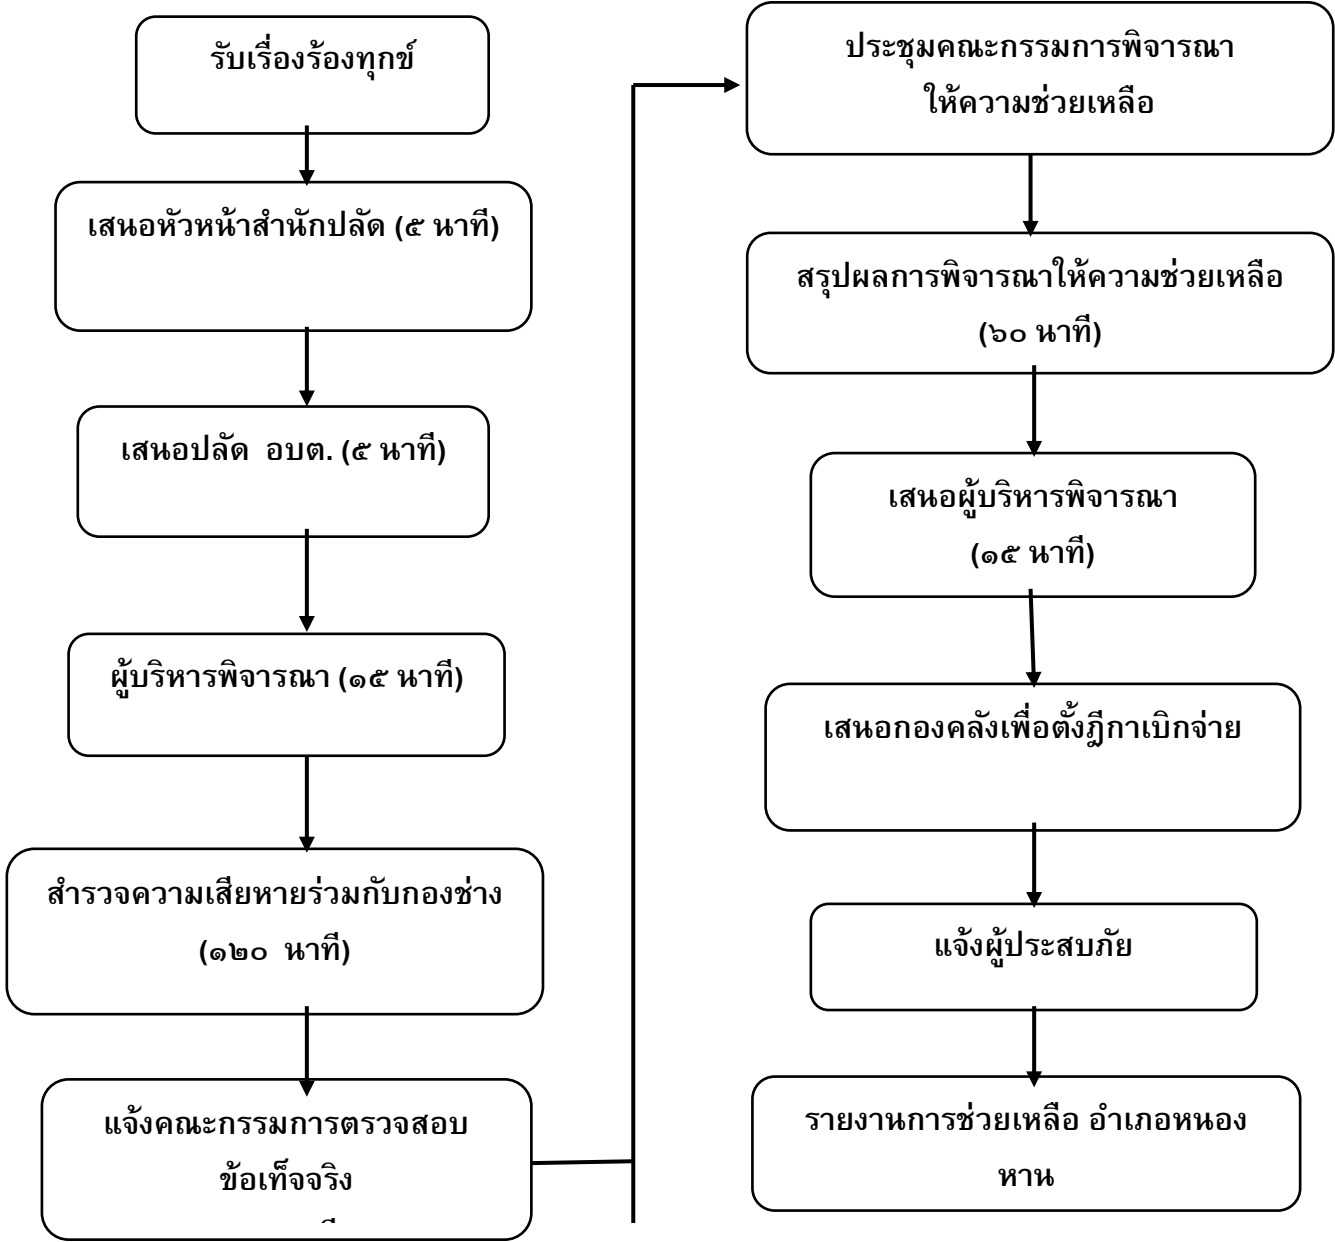 รับเรื่องร้องทุกข์
เสนอหัวหน้าสำนักปลัด (๕ นาที)
เสนอปลัด  อบต. (๕ นาที)
ผู้บริหารพิจารณา (๑๕ นาที)
สำรวจความเสียหายร่วมกับกองช่าง
(๑๒๐  นาที)
แจ้งคณะกรรมการตรวจสอบ
ข้อเท็จจริง
ประชุมคณะกรรมการพิจารณา
ให้ความช่วยเหลือ
สรุปผลการพิจารณาให้ความช่วยเหลือ
(๖๐ นาที)
เสนอผู้บริหารพิจารณา
(๑๕ นาที)
เสนอกองคลังเพื่อตั้งฎีกาเบิกจ่าย
แจ้งผู้ประสบภัย
รายงานการช่วยเหลือ อำเภอหนอง
หาน